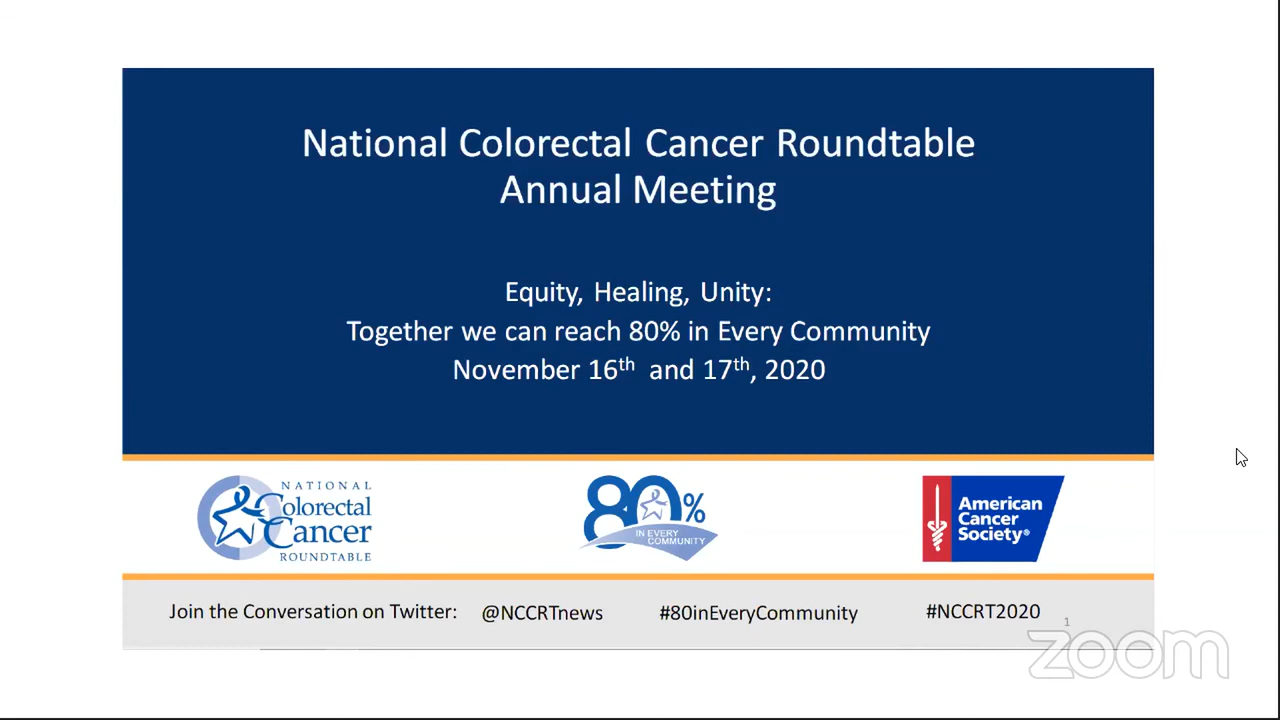 National Colorectal Cancer Roundtable
Annual Meeting
Equity, Healing, Unity:
Together we can reach 80% in Every Community
November 16th and 17th, 2020
NATIONAL
Colorectal
Cancer
ROUNDTABLE
80%
IN EVERY
COMMUNITY
American
Cancer
Society®
Join the Conversation on Twitter: @NCCRTnews #80inEveryCommunity #NCCRT2020
1
zoom